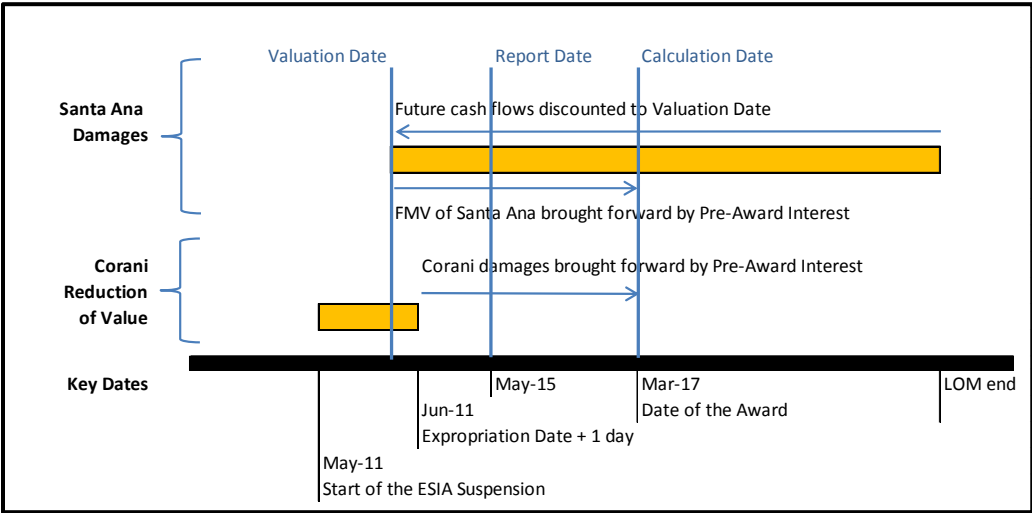 Valuation Date
Report Date
Calculation Date
Santa Ana
Damages
Future cash flows discounted to Valuation Date
FMV of Santa Ana brought forward by Pre-Award Interest
Corani
Reduction
of Value
Corani damages brought forward by Pre-Award Interest
Key Dates
May-15
Mar-17
LOM end
Jun-11
Date of the Award
Expropriation Date + 1 day
May-11
Start of the ESIA Suspension